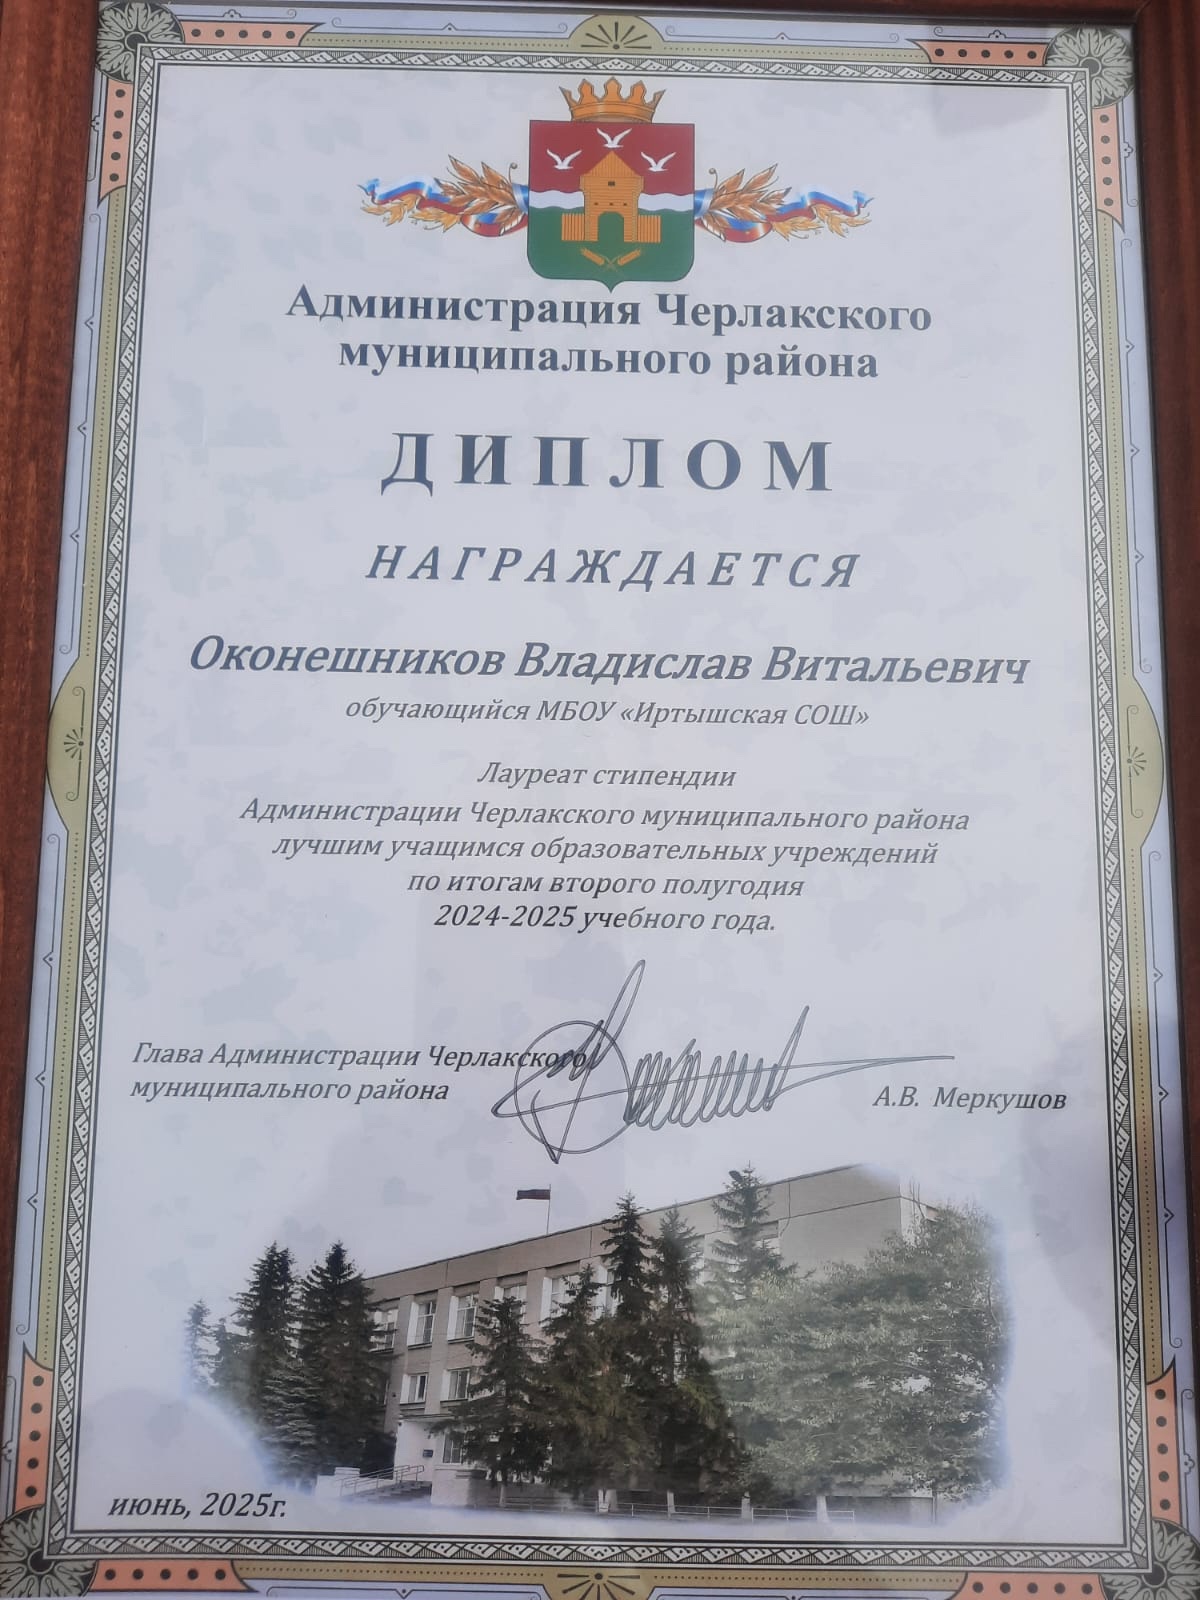 Администрация Черлакского
муниципального района
ДИПЛОМ
НАГРАЖДАЕТСЯ
Оконешников Владислав Витальевич
обучающийся МБОУ «Иртышская СОШ»
Лауреат стипендии
Администрации Черлакского муниципального района
лучшим учащимся образовательных учреждений
по итогам второго полугодия
2024-2025 учебного года.
Глава Администрации Черлакского
муниципального района
А.В. Меркушов
июнь, 2025г.